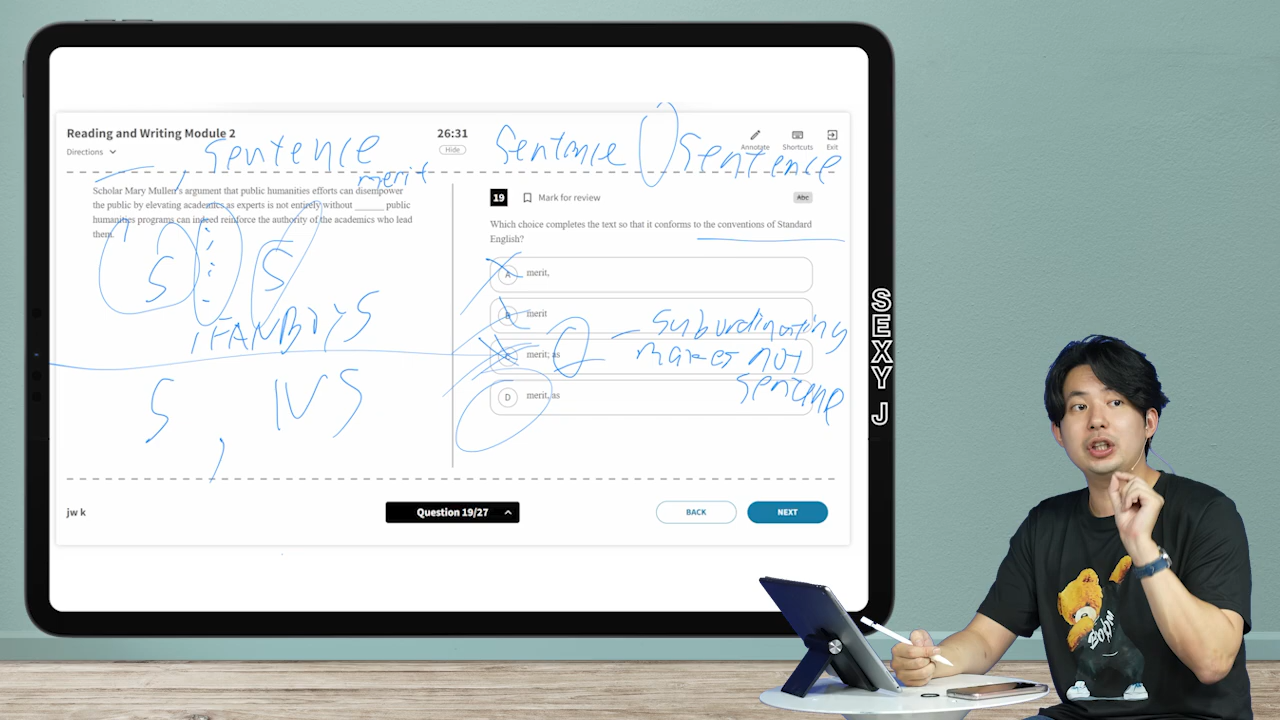 Reading and Writing Module 2
Directions
26:31
Hide
Annotate
Shortcuts
Exit
, sentence
merit
Sentence () Sentence
Scholar Mary Mullen's argument that public humanities efforts can disempower
the public by elevating academics as experts is not entirely without ______ public
humanities programs can indeed reinforce the authority of the academics who lead
them.
S ; : . S
, FANBOYS
S , IVS
19
Mark for review
Abc
Which choice completes the text so that it conforms to the conventions of Standard
English?
A merit,
B merit
C merit; as
D merit, as
– subordinating
makes not
sentence
jw k
Question 19/27
BACK
NEXT
SEXY J